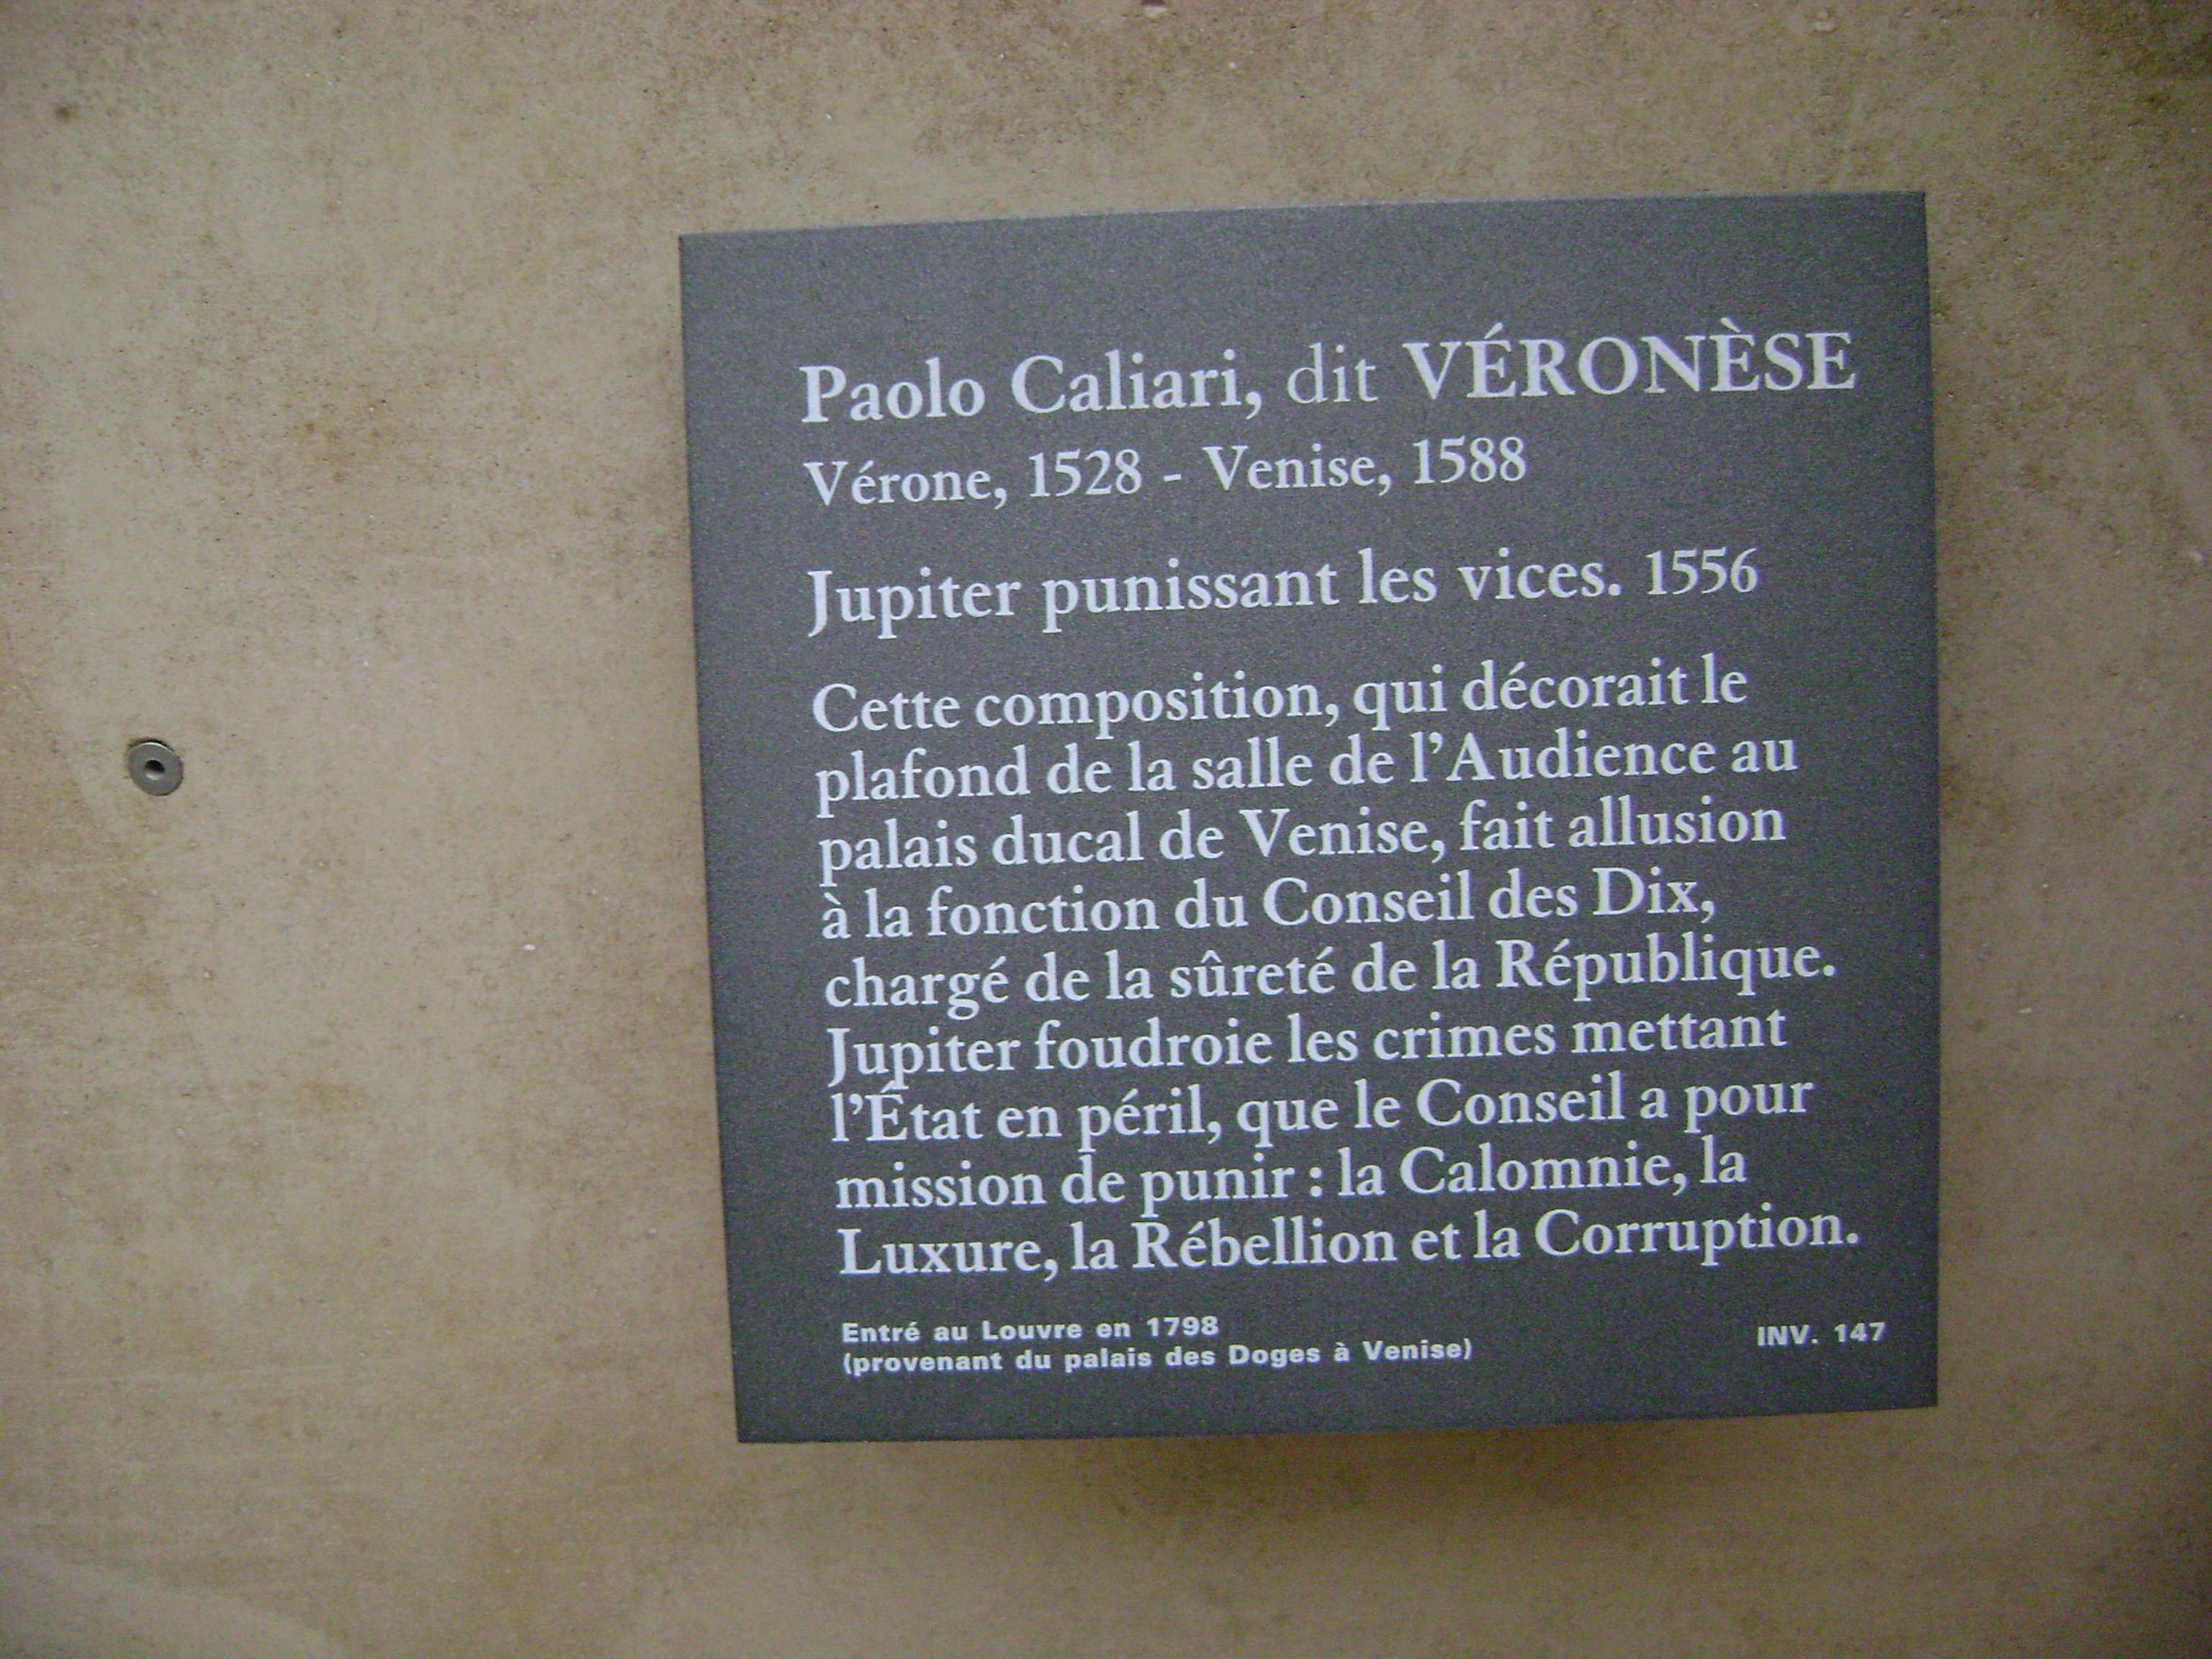 Paolo Caliari, dit VÉRONÈSE
Vérone, 1528 - Venise, 1588
Jupiter punissant les vices. 1556
Cette composition, qui décorait le
plafond de la salle de l'Audience au
palais ducal de Venise, fait allusion
à la fonction du Conseil des Dix,
chargé de la sûreté de la République.
Jupiter foudroie les crimes mettant
l'État en péril, que le Conseil a pour
mission de punir : la Calomnie, la
Luxure, la Rébellion et la Corruption.
Entré au Louvre en 1798
(provenant du palais des Doges à Venise)
INV. 147